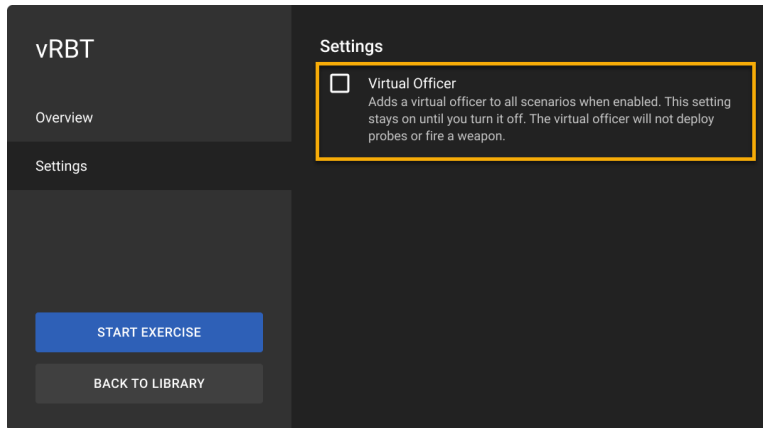 vRBT
Overview
Settings
START EXERCISE
BACK TO LIBRARY
Settings
Virtual Officer
Adds a virtual officer to all scenarios when enabled. This setting
stays on until you turn it off. The virtual officer will not deploy
probes or fire a weapon.